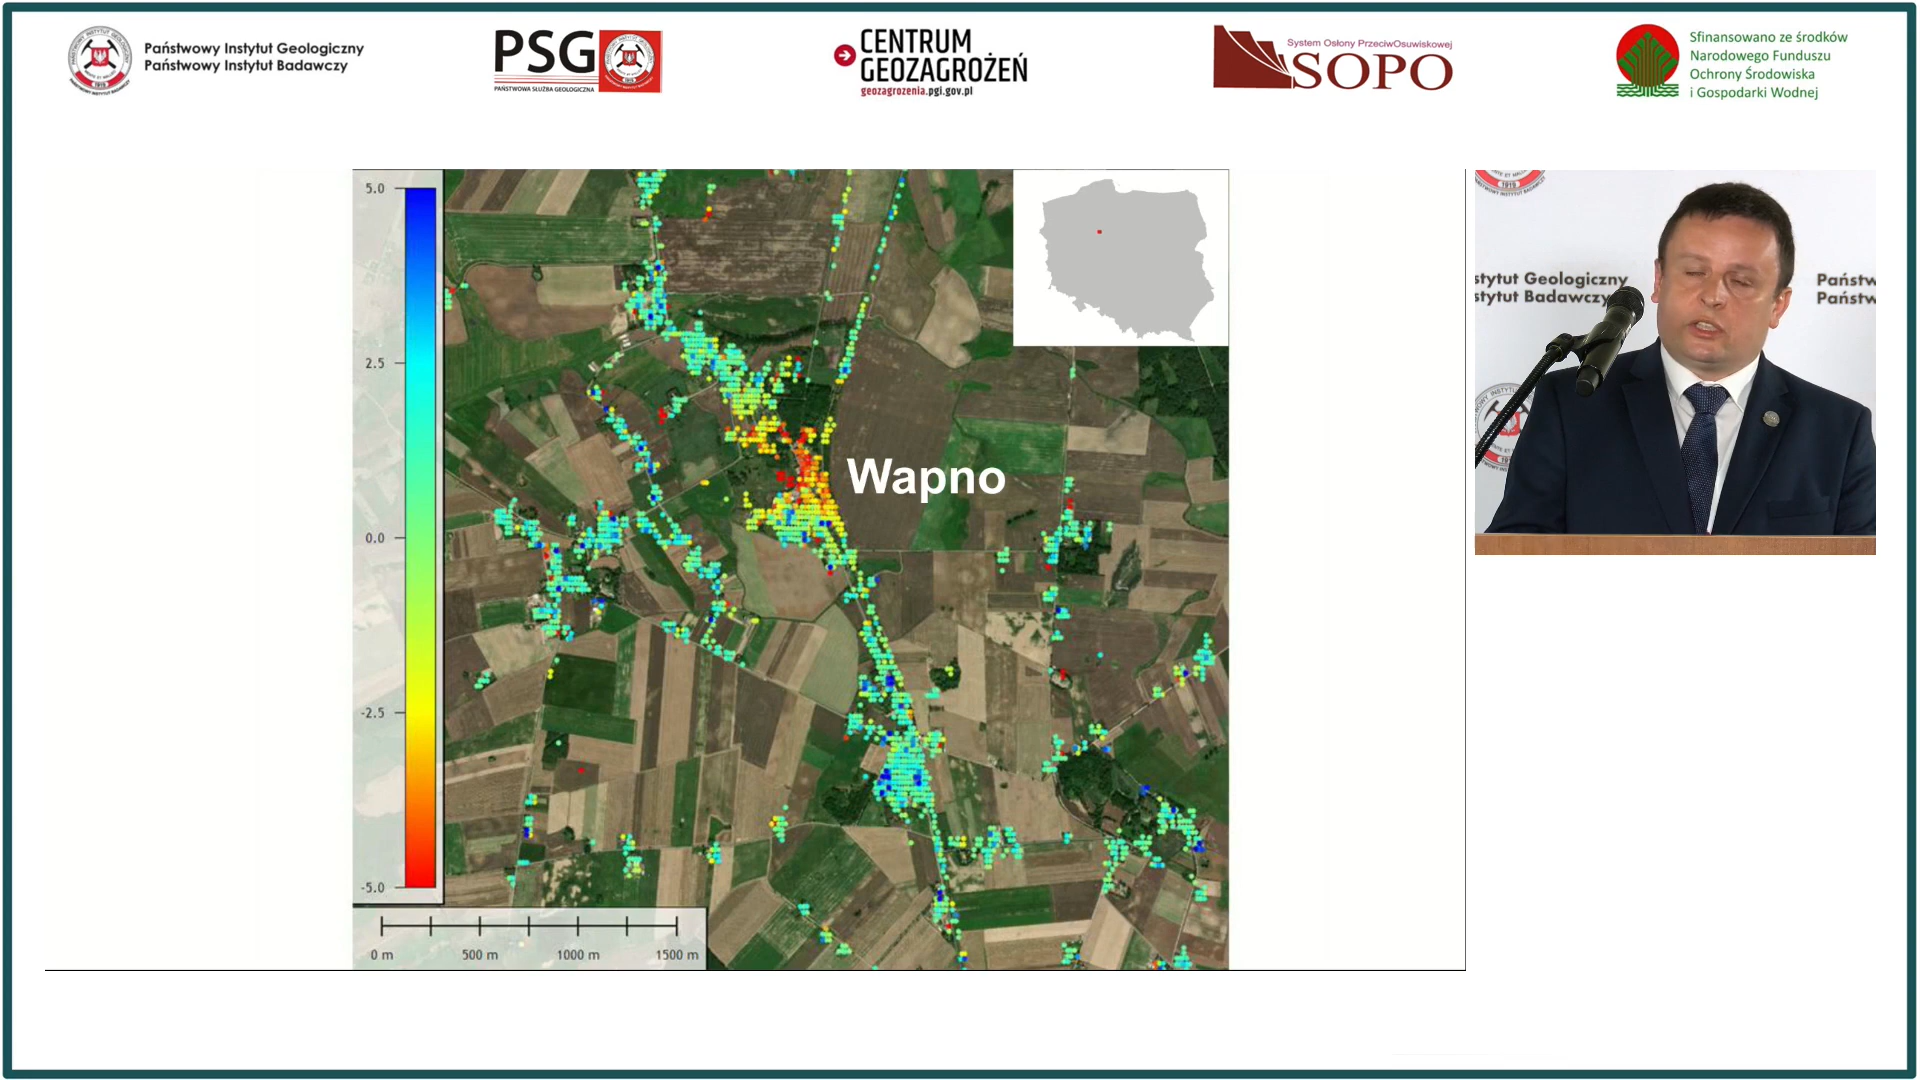 Państwowy Instytut Geologiczny
Państwowy Instytut Badawczy
PSG
PAŃSTWOWA SŁUŻBA GEOLOGICZNA
CENTRUM
GEOZAGROŻEŃ
geozagrozenia.pgi.gov.pl
System Osłony PrzeciwOsuwiskowej
SOPO
Sfinansowano ze środków
Narodowego Funduszu
Ochrony Środowiska
i Gospodarki Wodnej
5.0
2.5
0.0
-2.5
-5.0
Wapno
0 m
500 m
1000 m
1500 m
1919
stytut Geologiczny
stytut Badawczy
Państw
Państw